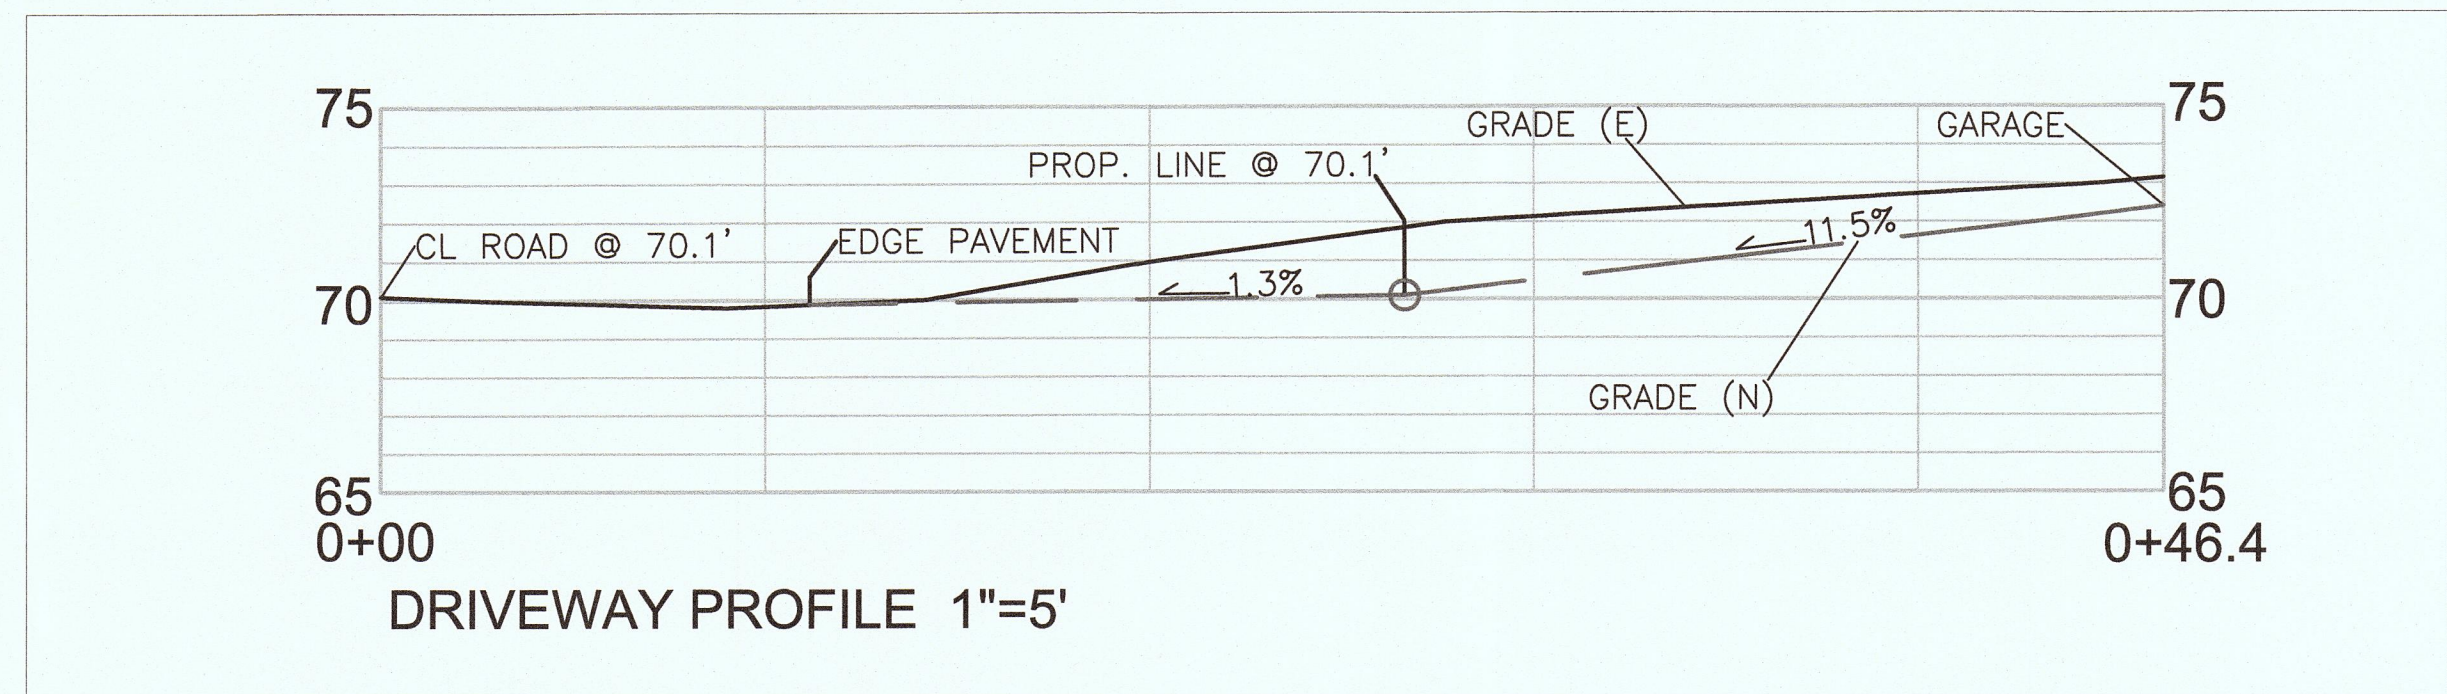 75 75
GRADE (E) GARAGE
PROP. LINE @ 70.1'
11.5%
CL ROAD @ 70.1' EDGE PAVEMENT
1.3%
70 70
GRADE (N)
65 65
0+00 0+46.4
DRIVEWAY PROFILE 1"=5'